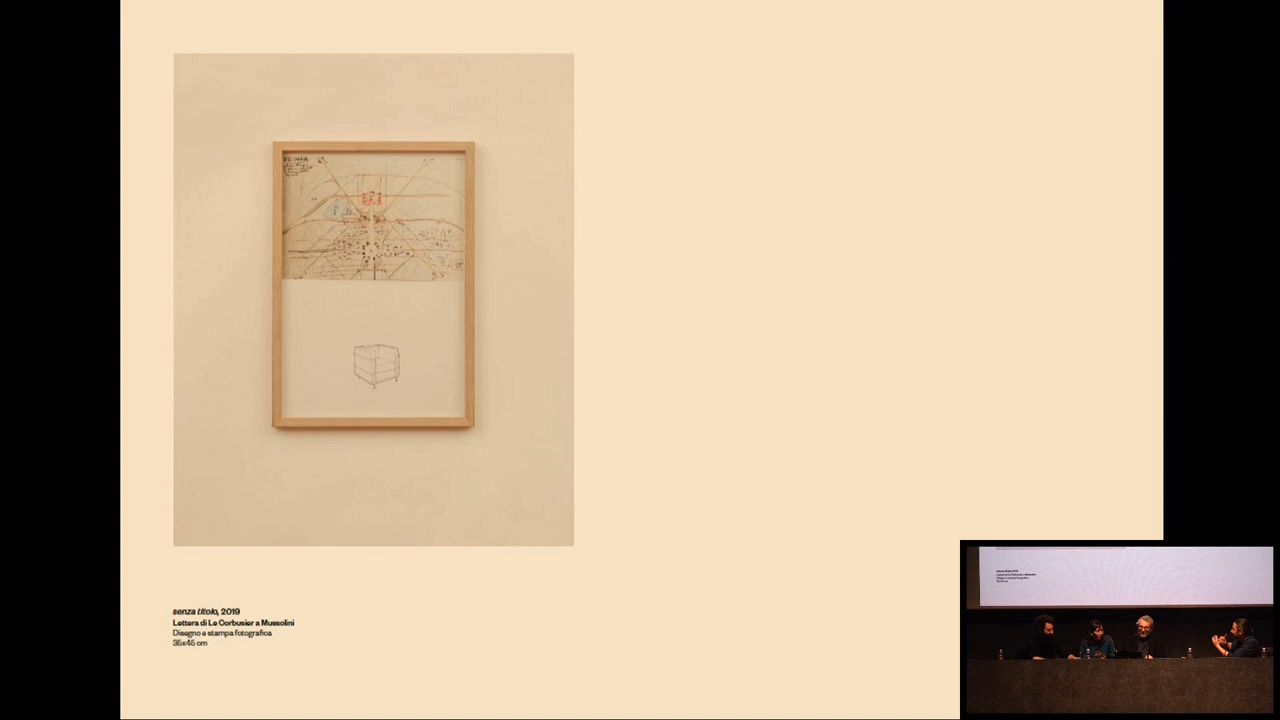 senza titolo, 2019
Lettera di Le Corbusier a Mussolini
Disegno e stampa fotografica
35x45 cm